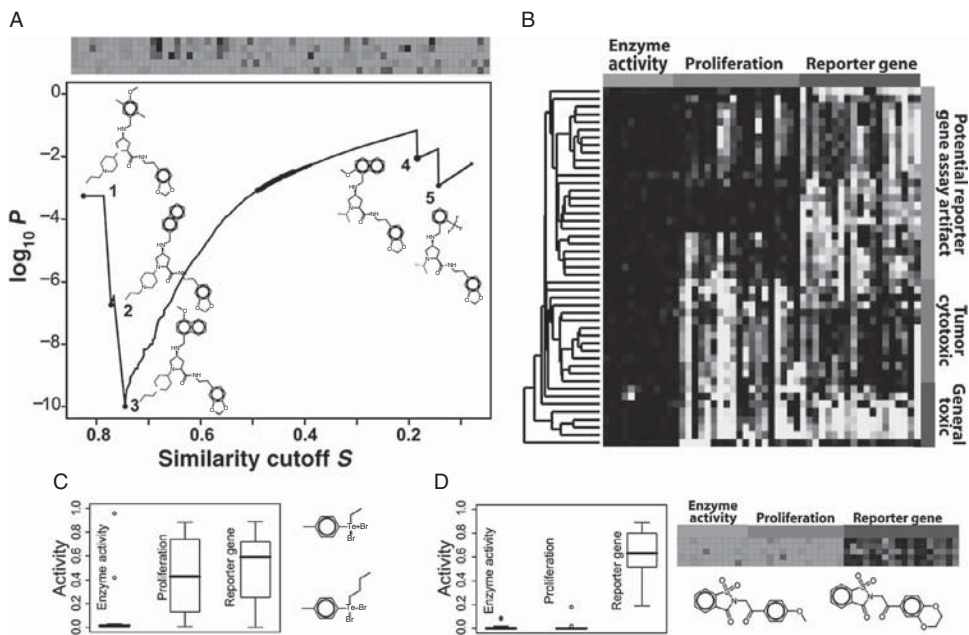 A
0
−2
−4
−6
−8
−10
log10 P
1
2
3
4
5
0.8
0.6
0.4
0.2
Similarity cutoff S
B
Enzyme activity
Proliferation
Reporter gene
Potential reporter
gene assay artifact
Tumor
cytotoxic
General
toxic
C
Activity
0.0
0.2
0.4
0.6
0.8
1.0
Enzyme activity
Proliferation
Reporter gene
Te
Br
Br
Te
Br
Br
D
Activity
0.0
0.2
0.4
0.6
0.8
1.0
Enzyme activity
Proliferation
Reporter gene
Enzyme
activity
Proliferation
Reporter gene